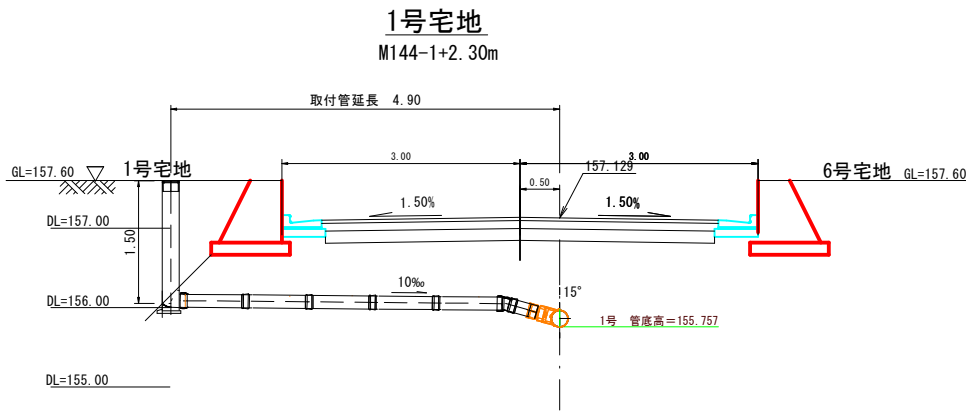 1号宅地
M144-1+2.30m
取付管延長 4.90
3.00
3.00
157.129
GL=157.60
1号宅地
6号宅地
GL=157.60
0.50
1.50%
1.50%
DL=157.00
1.50
10‰
15°
DL=156.00
1号 管底高＝155.757
DL=155.00